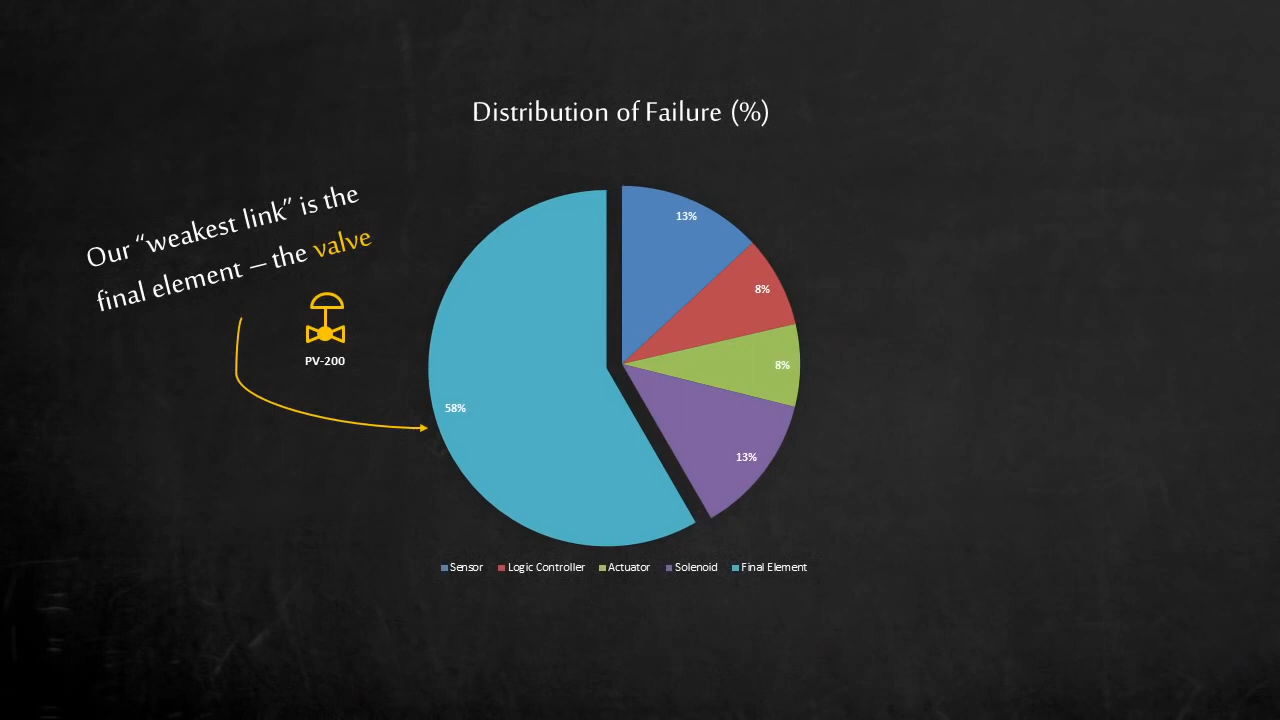 Distribution of Failure (%)
Our “weakest link” is the
final element – the valve
PV-200
13%
8%
8%
13%
58%
Sensor Logic Controller Actuator Solenoid Final Element